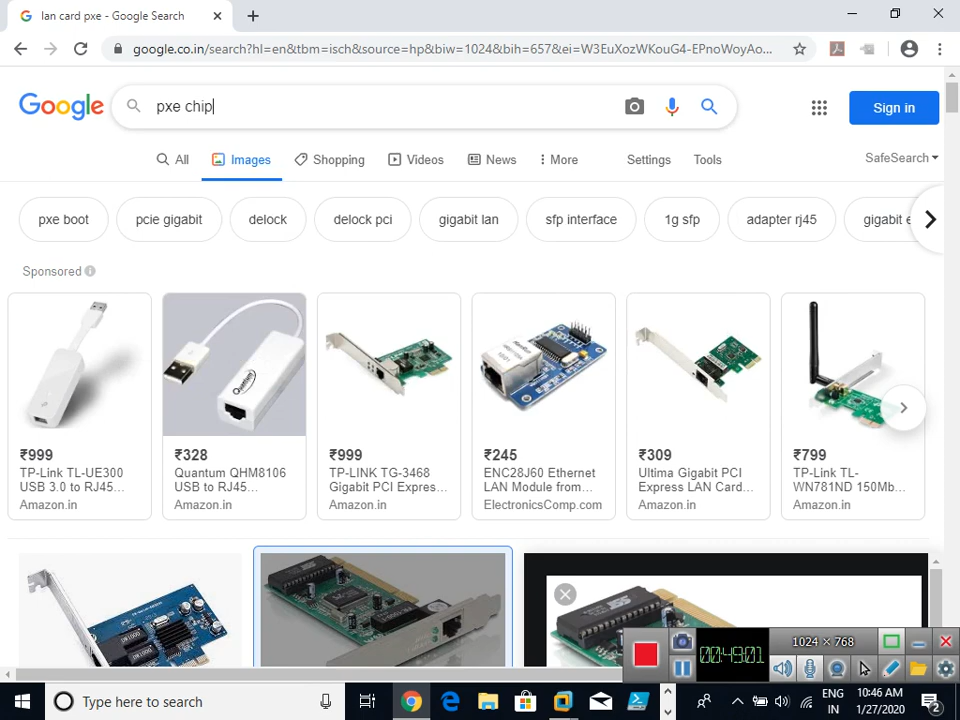 lan card pxe - Google Search
google.co.in/search?hl=en&tbm=isch&source=hp&biw=1024&bih=657&ei=W3EuXozWKouG4-EPnoWoyAo...
Google
pxe chip
Sign in
All
Images
Shopping
Videos
News
More
Settings
Tools
SafeSearch
pxe boot
pcie gigabit
delock
delock pci
gigabit lan
sfp interface
1g sfp
adapter rj45
gigabit e
Sponsored
Quantum
₹999
TP-Link TL-UE300
USB 3.0 to RJ45...
Amazon.in
₹328
Quantum QHM8106
USB to RJ45...
Amazon.in
₹999
TP-LINK TG-3468
Gigabit PCI Expres...
Amazon.in
₹245
ENC28J60 Ethernet
LAN Module from...
ElectronicsComp.com
₹309
Ultima Gigabit PCI
Express LAN Card...
Amazon.in
₹799
TP-Link TL-
WN781ND 150Mb...
Amazon.in
00:49:01
1024 × 768
Type here to search
ENG
IN
10:46 AM
1/27/2020
2